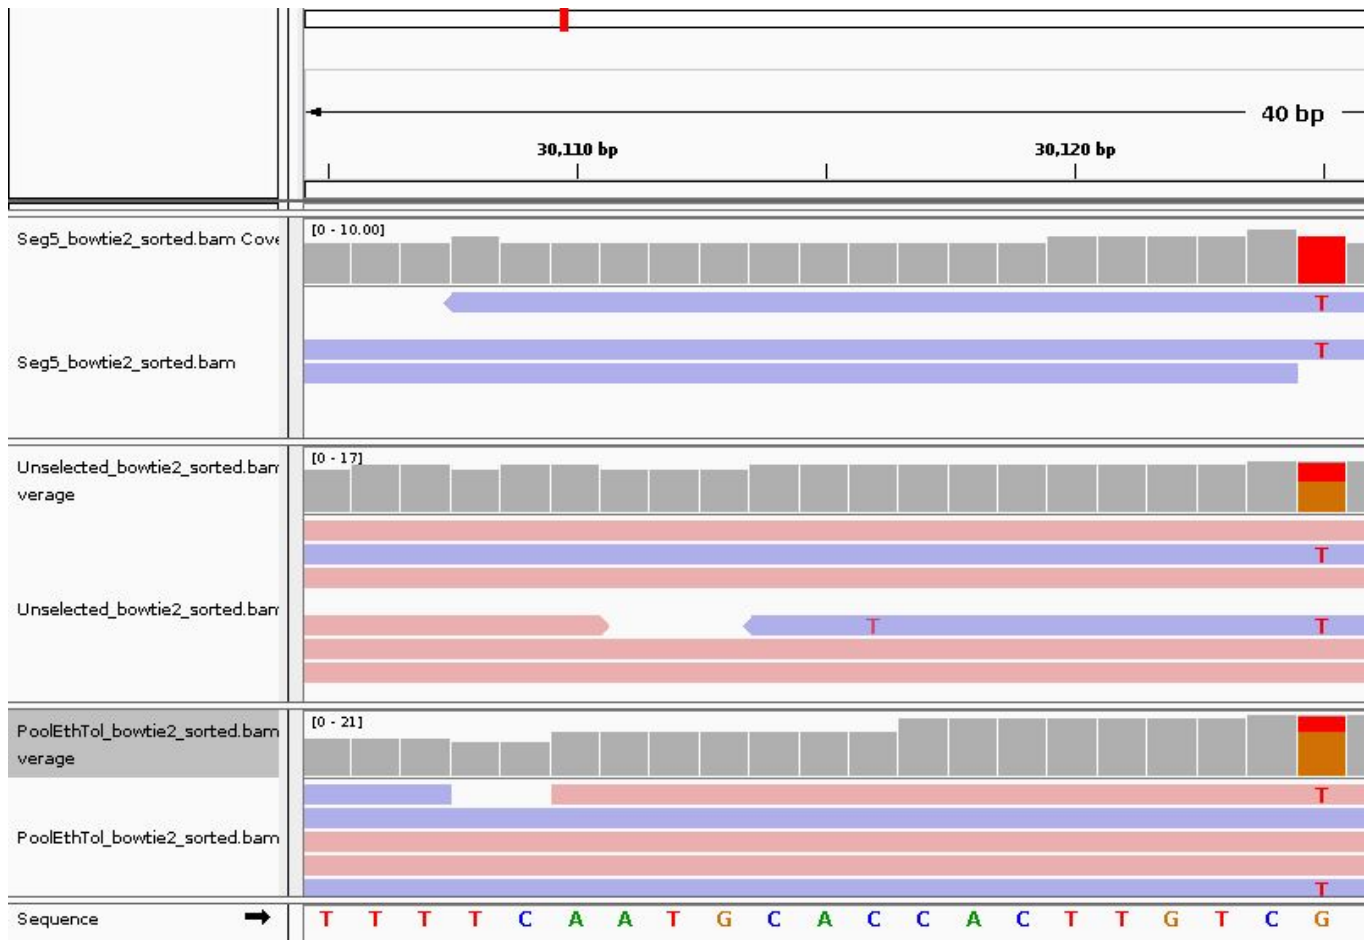 40 bp
30,110 bp 30,120 bp
Seg5_bowtie2_sorted.bam Cove
[0 - 10.00]
T
Seg5_bowtie2_sorted.bam
T
Unselected_bowtie2_sorted.bam
verage
[0 - 17]
T
Unselected_bowtie2_sorted.bam
T T
PoolEthTol_bowtie2_sorted.bam
verage
[0 - 21]
T
PoolEthTol_bowtie2_sorted.bam
T
Sequence T T T T C A A T G C A C C A C T T G T C G